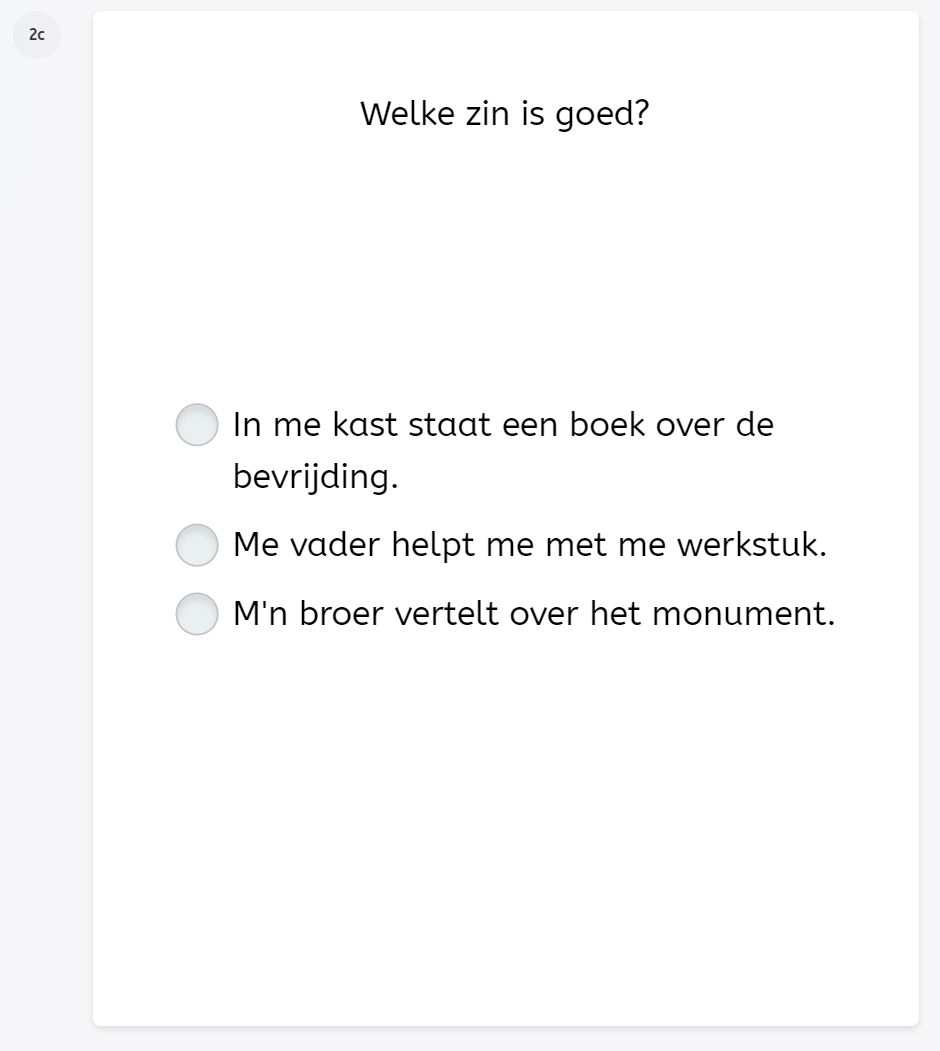 2c
Welke zin is goed?
In me kast staat een boek over de
bevrijding.
Me vader helpt me met me werkstuk.
M'n broer vertelt over het monument.